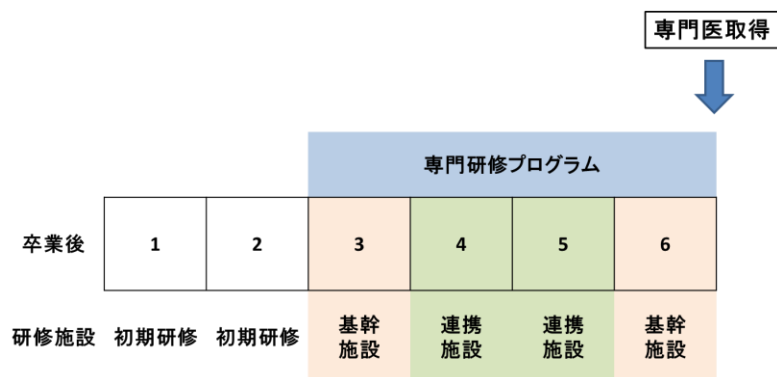 専門医取得
専門研修プログラム
卒業後 1 2 3 4 5 6
研修施設 初期研修 初期研修 基幹施設 連携施設 連携施設 基幹施設